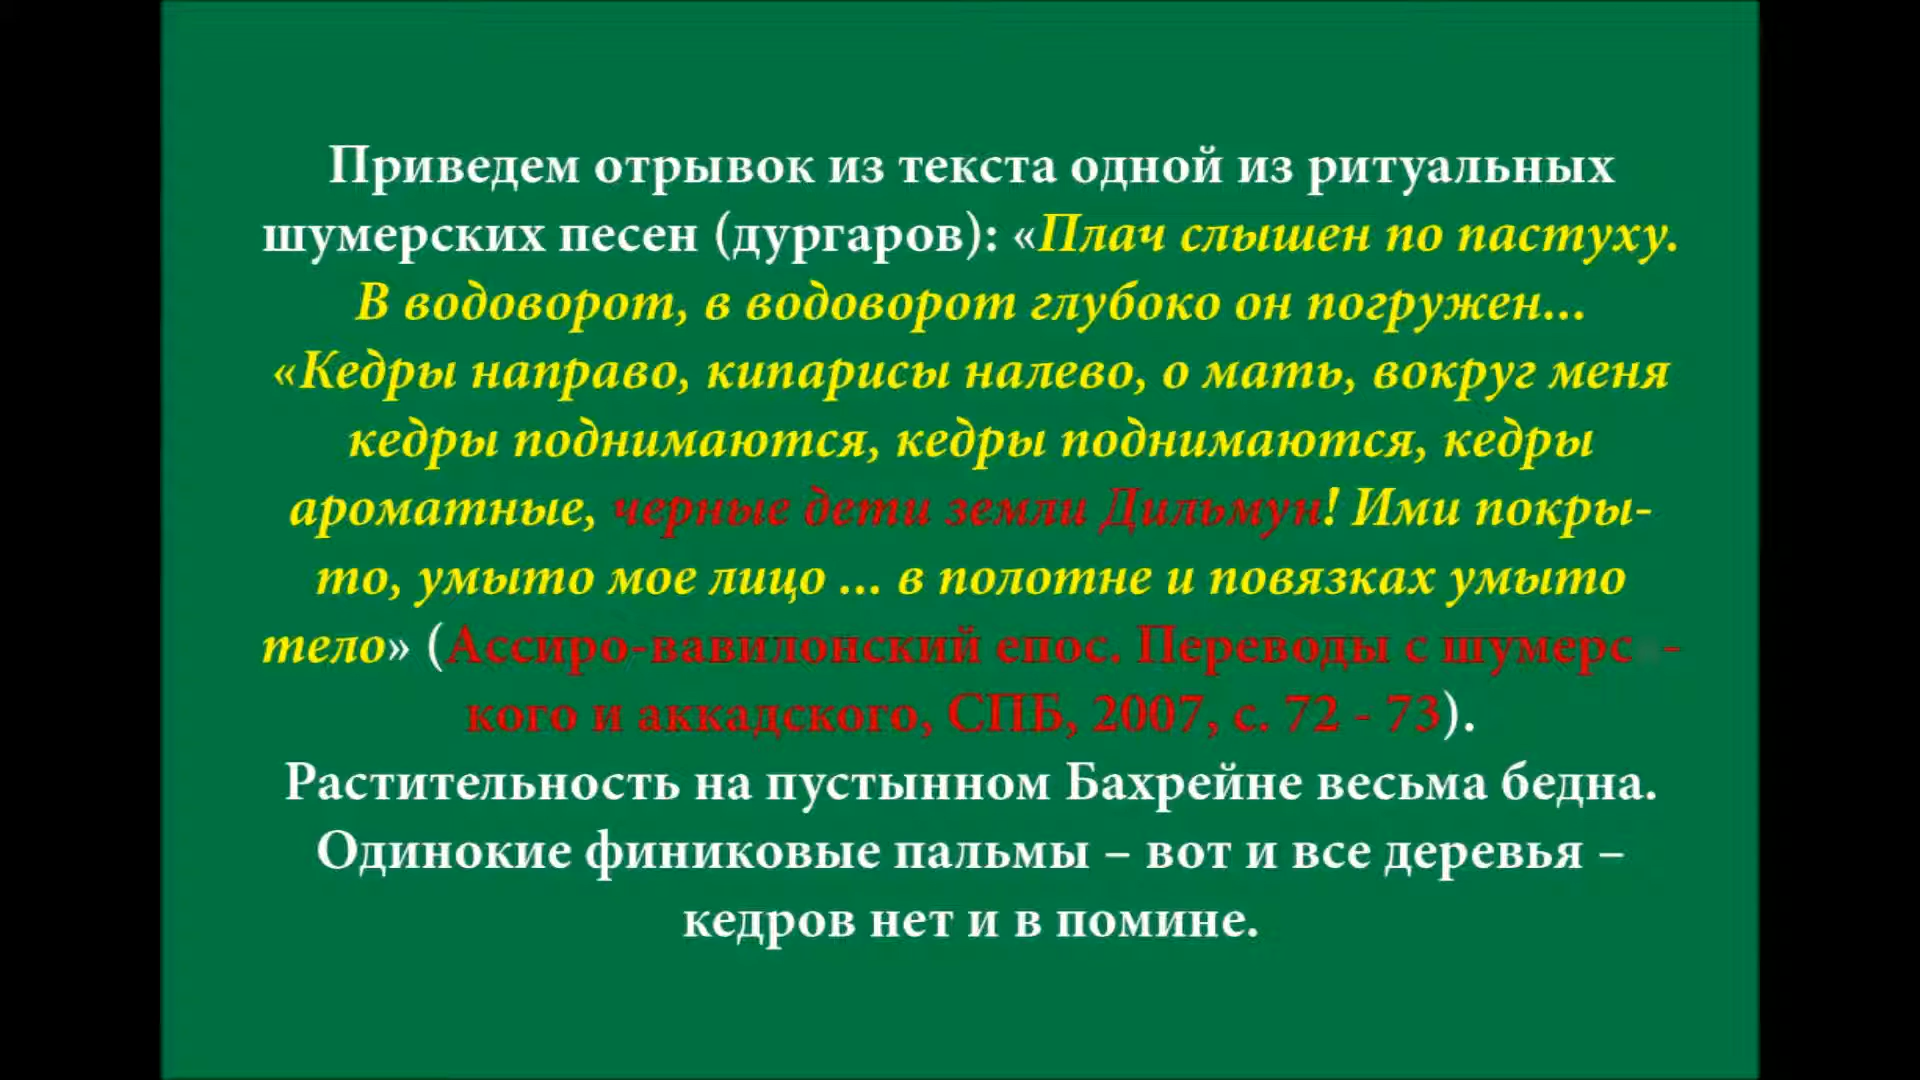 Приведем отрывок из текста одной из ритуальных
шумерских песен (дургаров): «Плач слышен по пастуху.
В водоворот, в водоворот глубоко он погружен...
«Кедры направо, кипарисы налево, о мать, вокруг меня
кедры поднимаются, кедры поднимаются, кедры
ароматные, черные дети земли Дильмун! Ими покры-
то, умыто мое лицо ... в полотне и повязках умыто
тело» (Ассиро-вавилонский епос. Переводы с шумерс -
кого и аккадского, СПБ, 2007, с. 72 - 73).
Растительность на пустынном Бахрейне весьма бедна.
Одинокие финиковые пальмы – вот и все деревья –
кедров нет и в помине.